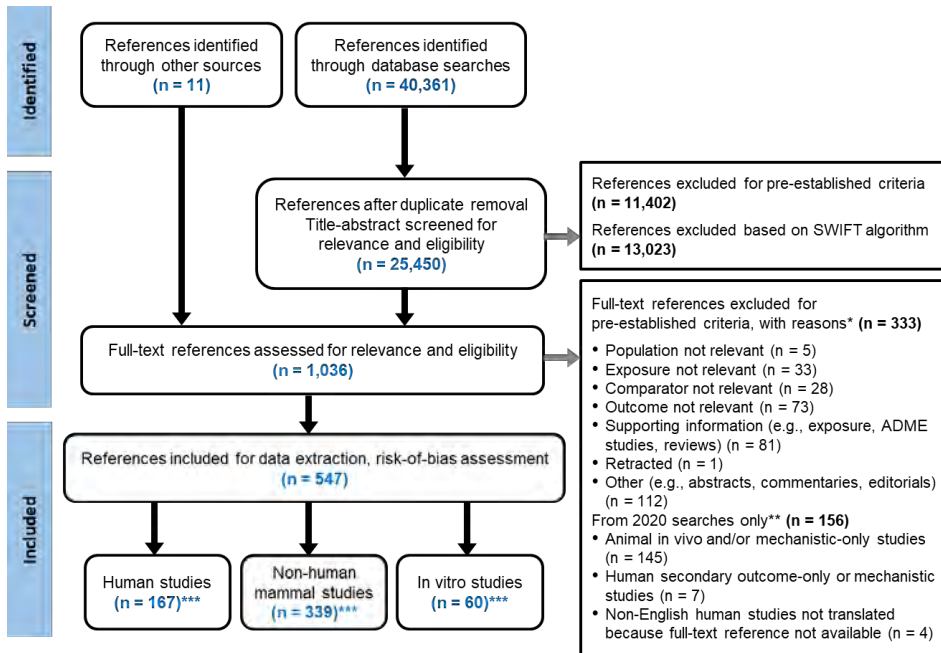 Identified
References identified
through other sources
(n = 11)
References identified
through database searches
(n = 40,361)
Screened
References after duplicate removal
Title-abstract screened for
relevance and eligibility
(n = 25,450)
References excluded for pre-established criteria
(n = 11,402)
References excluded based on SWIFT algorithm
(n = 13,023)
Full-text references assessed for relevance and eligibility
(n = 1,036)
Full-text references excluded for
pre-established criteria, with reasons* (n = 333)
• Population not relevant (n = 5)
• Exposure not relevant (n = 33)
• Comparator not relevant (n = 28)
• Outcome not relevant (n = 73)
• Supporting information (e.g., exposure, ADME
studies, reviews) (n = 81)
• Retracted (n = 1)
• Other (e.g., abstracts, commentaries, editorials)
(n = 112)
From 2020 searches only** (n = 156)
• Animal in vivo and/or mechanistic-only studies
(n = 145)
• Human secondary outcome-only or mechanistic
studies (n = 7)
• Non-English human studies not translated
because full-text reference not available (n = 4)
Included
References included for data extraction, risk-of-bias assessment
(n = 547)
Human studies
(n = 167)***
Non-human
mammal studies
(n = 339)***
In vitro studies
(n = 60)***